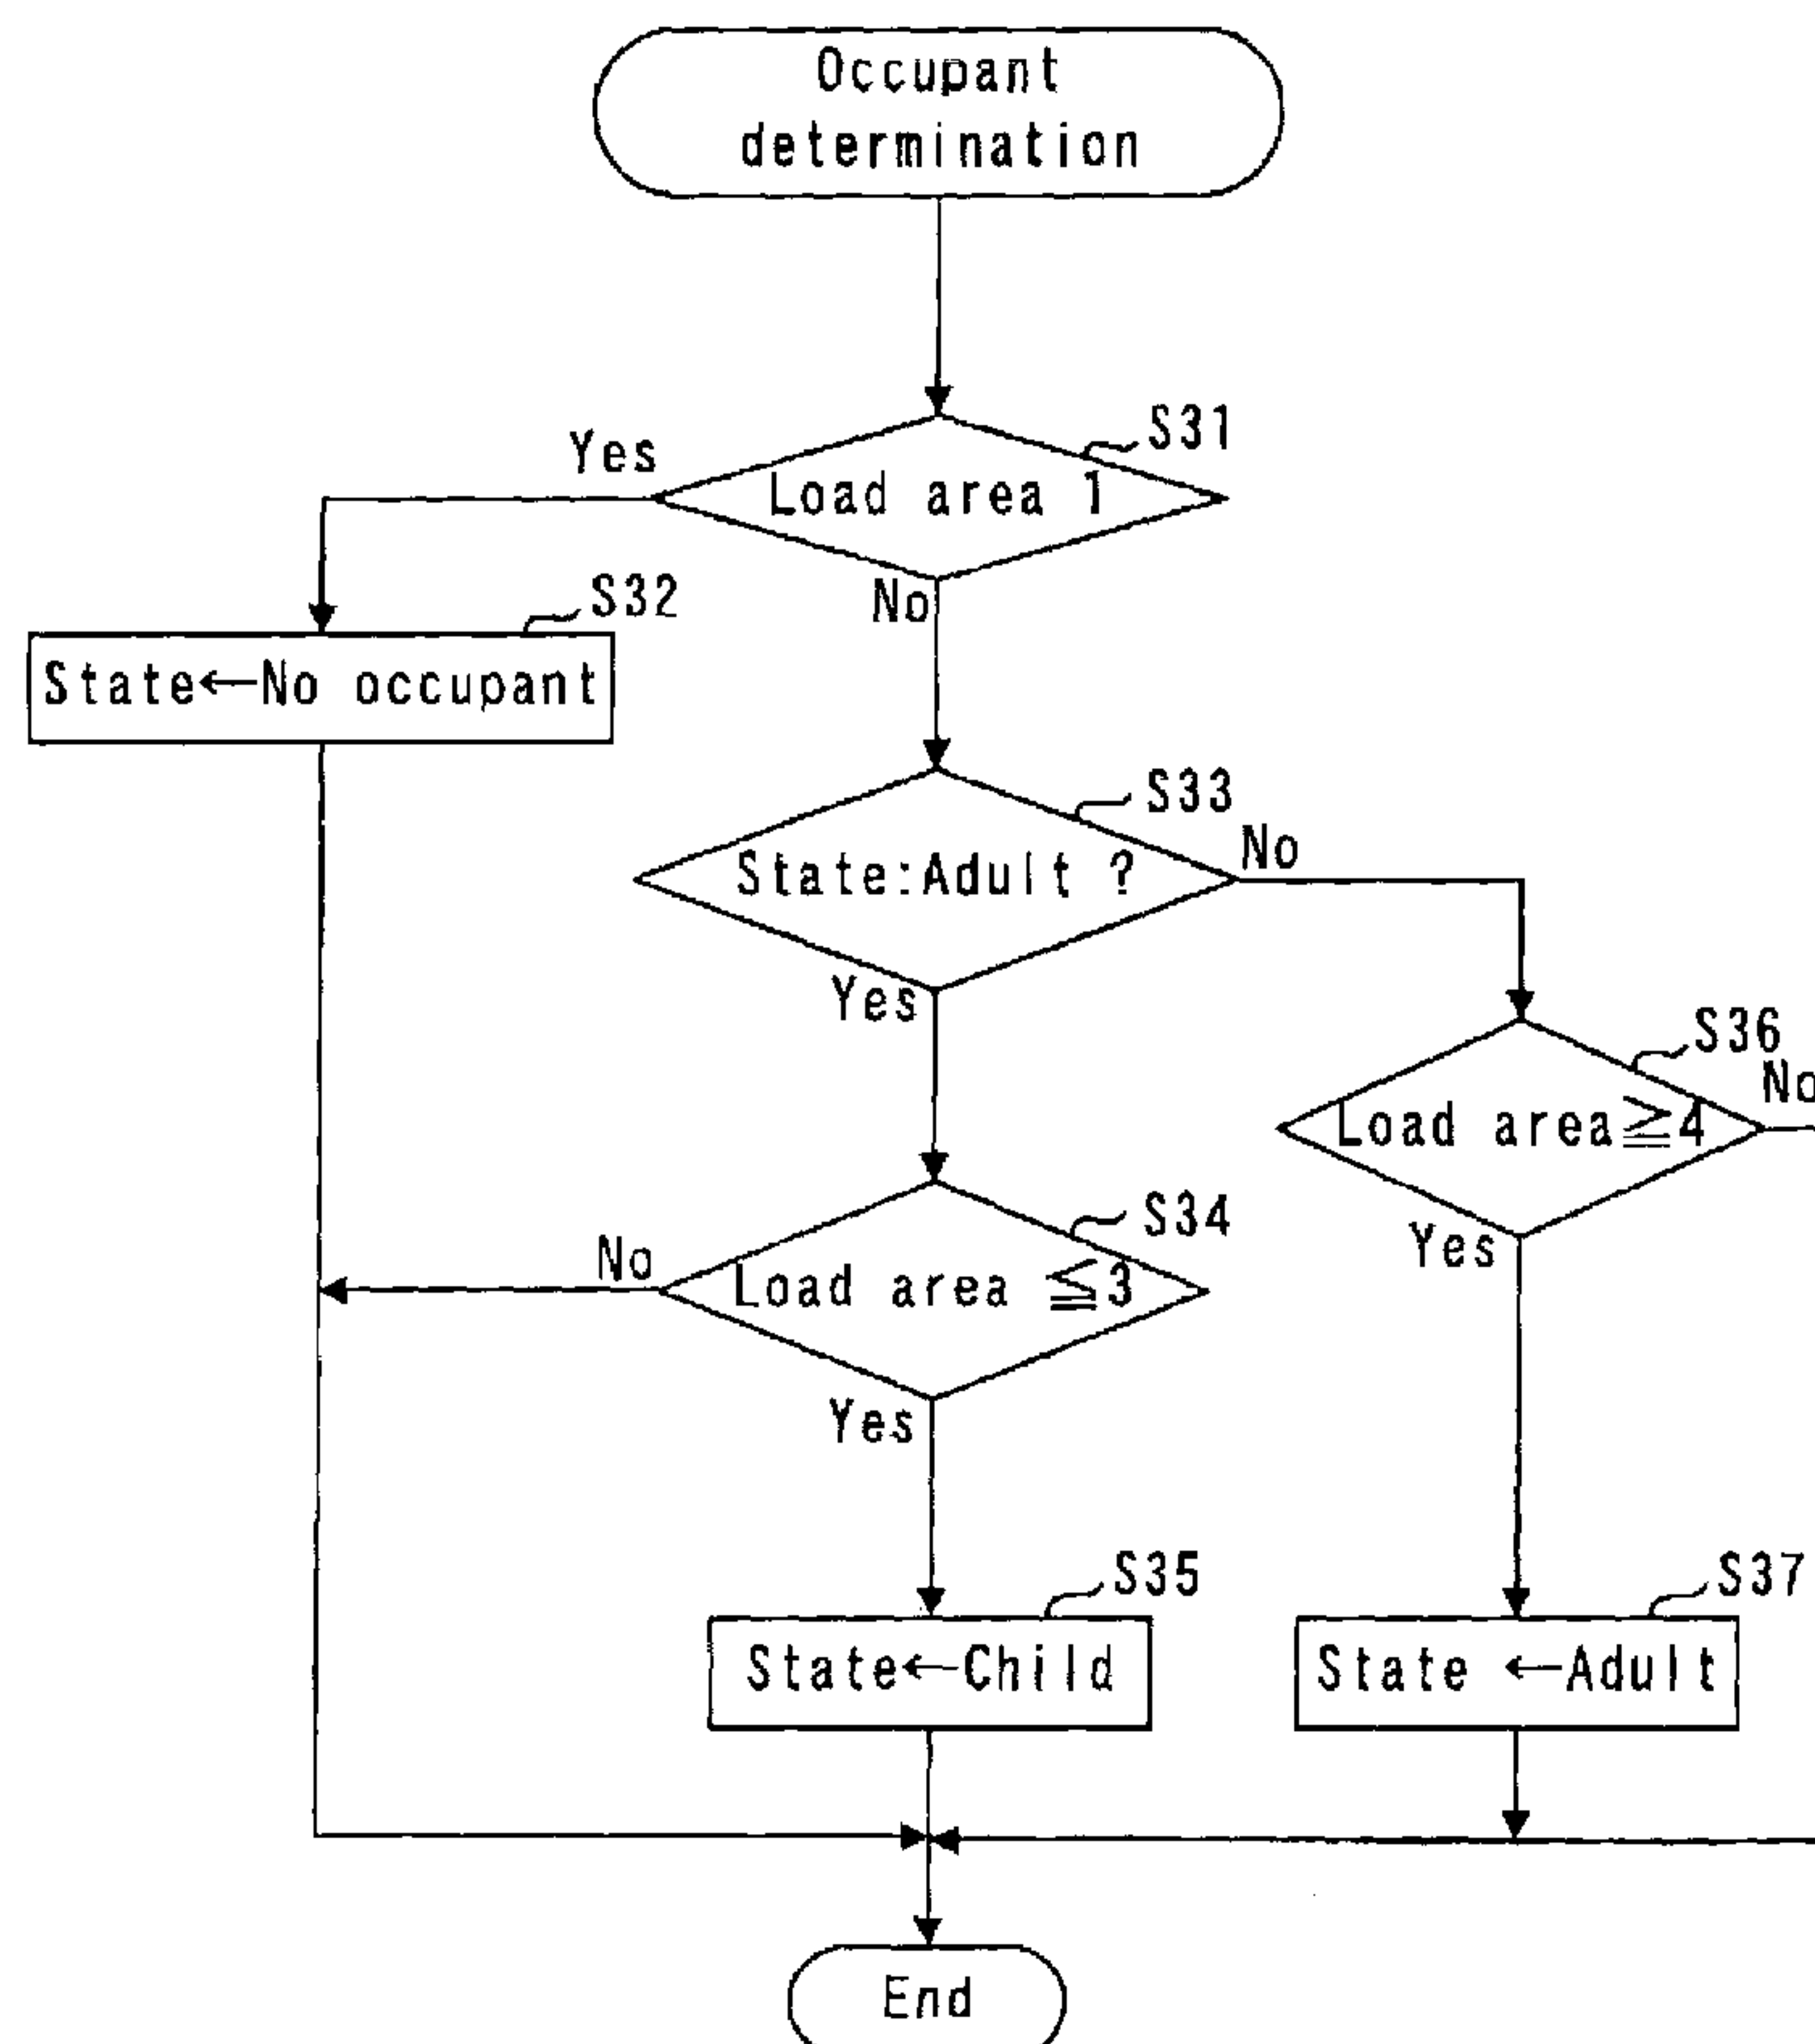 Occupant
determination
S31
Yes
Load area 1
No
S32
State←No occupant
S33
State:Adult ?
No
Yes
S36
Load area≧4
No
Yes
S34
Load area ≦3
No
Yes
S35
State←Child
S37
State ←Adult
End